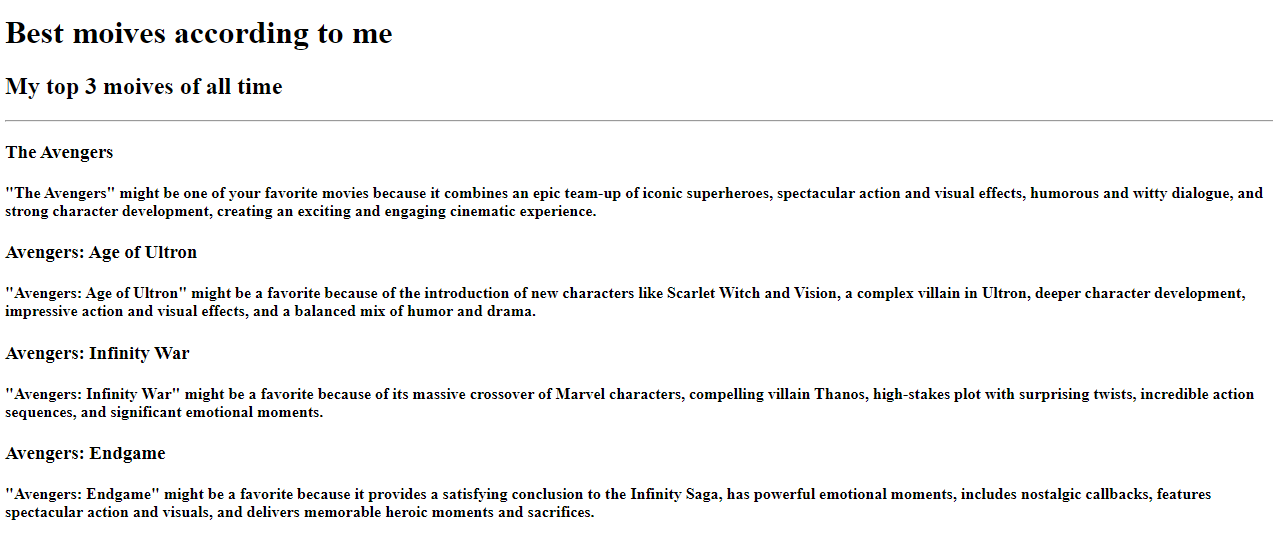 Best moives according to me
My top 3 moives of all time
The Avengers
"The Avengers" might be one of your favorite movies because it combines an epic team-up of iconic superheroes, spectacular action and visual effects, humorous and witty dialogue, and
strong character development, creating an exciting and engaging cinematic experience.
Avengers: Age of Ultron
"Avengers: Age of Ultron" might be a favorite because of the introduction of new characters like Scarlet Witch and Vision, a complex villain in Ultron, deeper character development,
impressive action and visual effects, and a balanced mix of humor and drama.
Avengers: Infinity War
"Avengers: Infinity War" might be a favorite because of its massive crossover of Marvel characters, compelling villain Thanos, high-stakes plot with surprising twists, incredible action
sequences, and significant emotional moments.
Avengers: Endgame
"Avengers: Endgame" might be a favorite because it provides a satisfying conclusion to the Infinity Saga, has powerful emotional moments, includes nostalgic callbacks, features
spectacular action and visuals, and delivers memorable heroic moments and sacrifices.